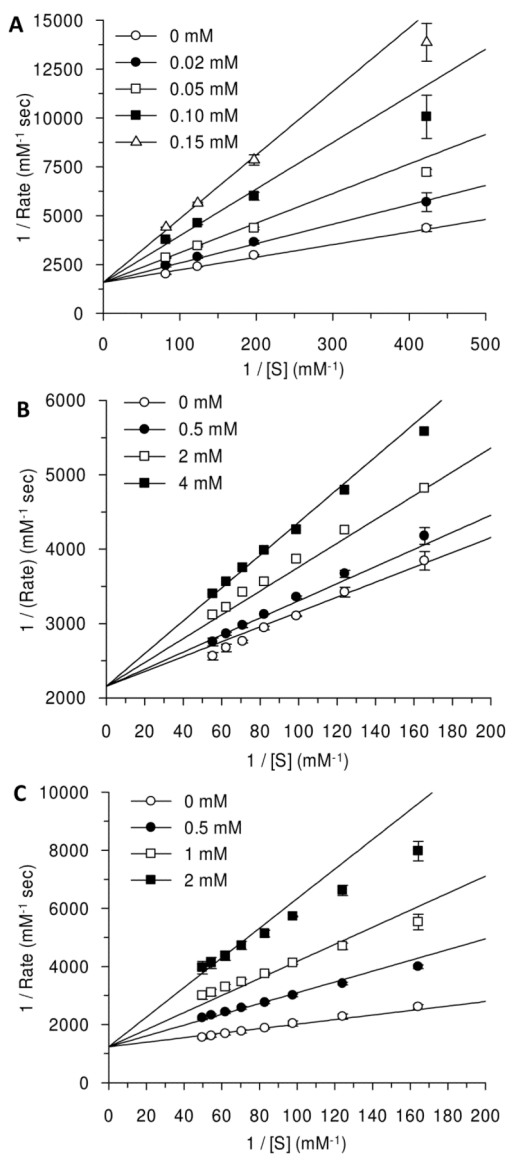 A
15000
12500
10000
7500
5000
2500
0
1 / Rate (mM⁻¹ sec)
0 mM
0.02 mM
0.05 mM
0.10 mM
0.15 mM
0 100 200 300 400 500
1 / [S] (mM⁻¹)
B
6000
5000
4000
3000
2000
1 / (Rate) (mM⁻¹ sec)
0 mM
0.5 mM
2 mM
4 mM
0 20 40 60 80 100 120 140 160 180 200
1 / [S] (mM⁻¹)
C
10000
8000
6000
4000
2000
0
1 / Rate (mM⁻¹ sec)
0 mM
0.5 mM
1 mM
2 mM
0 20 40 60 80 100 120 140 160 180 200
1 / [S] (mM⁻¹)